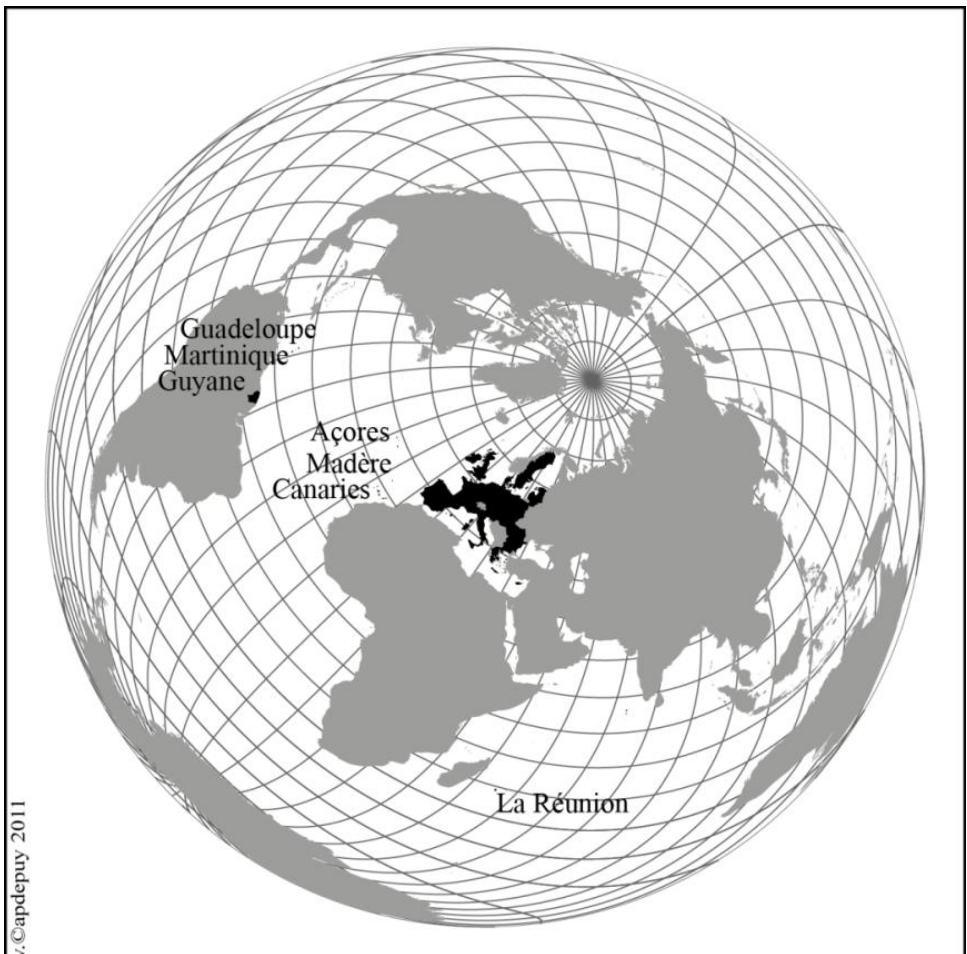 Guadeloupe
Martinique
Guyane
Açores
Madère
Canaries
La Réunion
©apdepuy 2011